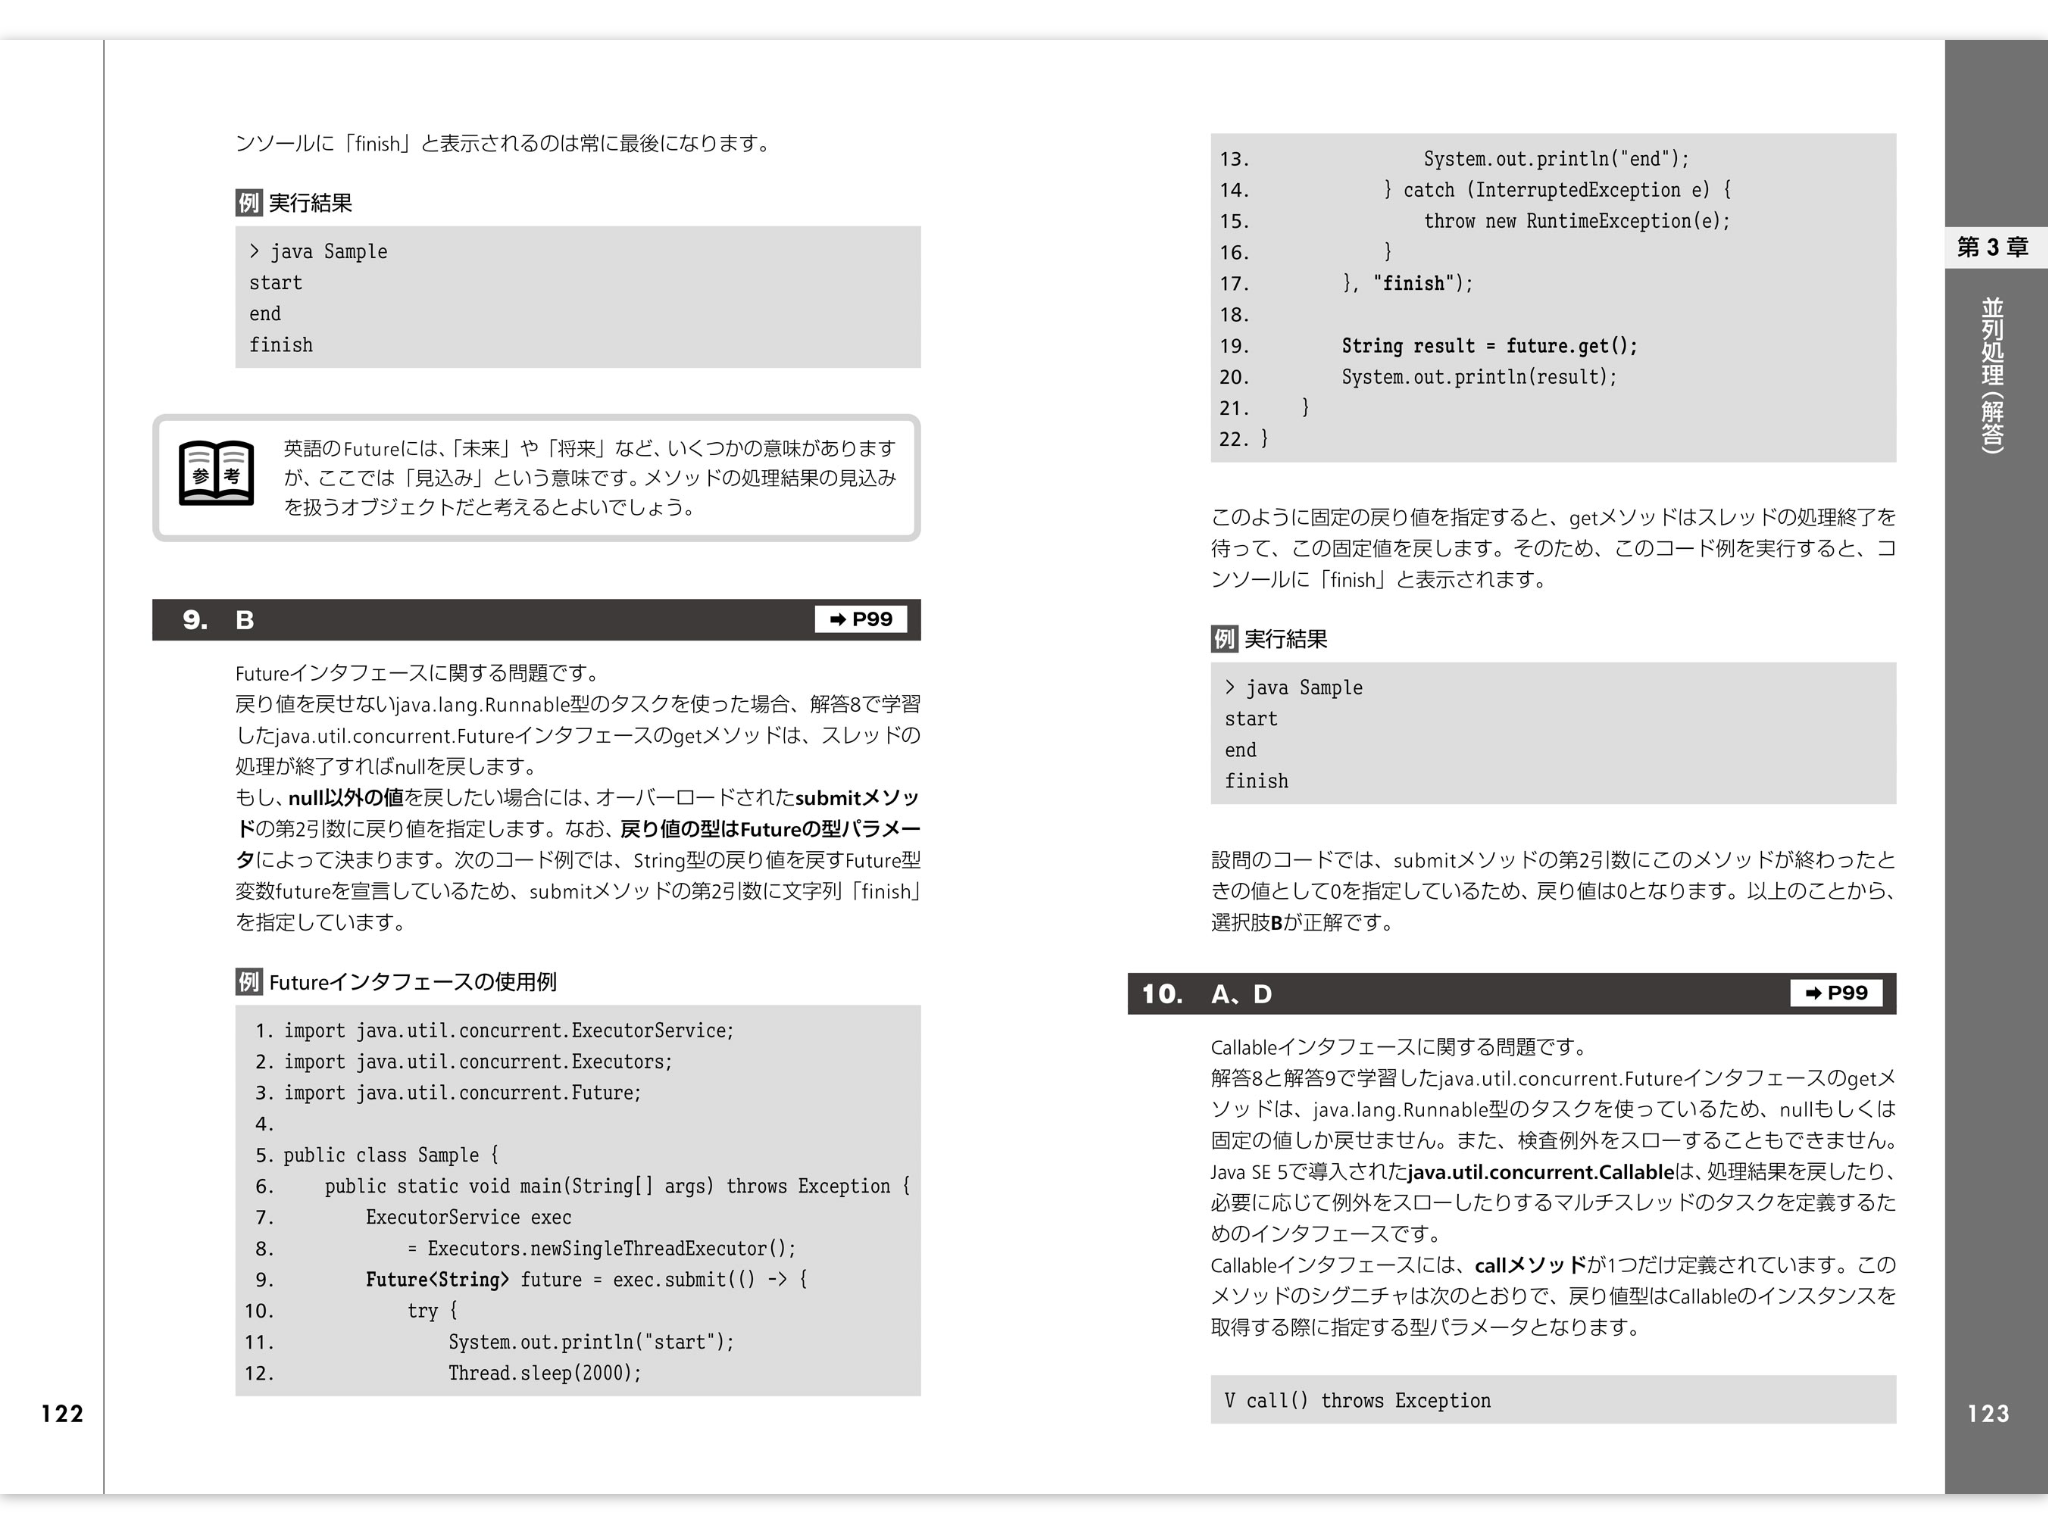 ンソールに「finish」と表示されるのは常に最後になります。
例 実行結果
> java Sample
start
end
finish
参考
英語のFutureには、「未来」や「将来」など、いくつかの意味があります
が、ここでは「見込み」という意味です。メソッドの処理結果の見込み
を扱うオブジェクトだと考えるとよいでしょう。
9. B ➡ P99
Futureインタフェースに関する問題です。
戻り値を戻せないjava.lang.Runnable型のタスクを使った場合、解答8で学習
したjava.util.concurrent.Futureインタフェースのgetメソッドは、スレッドの
処理が終了すればnullを戻します。
もし、null以外の値を戻したい場合には、オーバーロードされたsubmitメソッ
ドの第2引数に戻り値を指定します。なお、戻り値の型はFutureの型パラメー
タによって決まります。次のコード例では、String型の戻り値を戻すFuture型
変数futureを宣言しているため、submitメソッドの第2引数に文字列「finish」
を指定しています。
例 Futureインタフェースの使用例
1. import java.util.concurrent.ExecutorService;
2. import java.util.concurrent.Executors;
3. import java.util.concurrent.Future;
4.
5. public class Sample {
6.     public static void main(String[] args) throws Exception {
7.         ExecutorService exec
8.             = Executors.newSingleThreadExecutor();
9.         Future<String> future = exec.submit(() -> {
10.             try {
11.                 System.out.println("start");
12.                 Thread.sleep(2000);
122
13.                 System.out.println("end");
14.             } catch (InterruptedException e) {
15.                 throw new RuntimeException(e);
16.             }
17.         }, "finish");
18.
19.         String result = future.get();
20.         System.out.println(result);
21.     }
22. }
このように固定の戻り値を指定すると、getメソッドはスレッドの処理終了を
待って、この固定値を戻します。そのため、このコード例を実行すると、コ
ンソールに「finish」と表示されます。
例 実行結果
> java Sample
start
end
finish
設問のコードでは、submitメソッドの第2引数にこのメソッドが終わったと
きの値として0を指定しているため、戻り値は0となります。以上のことから、
選択肢Bが正解です。
10. A、D ➡ P99
Callableインタフェースに関する問題です。
解答8と解答9で学習したjava.util.concurrent.Futureインタフェースのgetメ
ソッドは、java.lang.Runnable型のタスクを使っているため、nullもしくは
固定の値しか戻せません。また、検査例外をスローすることもできません。
Java SE 5で導入されたjava.util.concurrent.Callableは、処理結果を戻したり、
必要に応じて例外をスローしたりするマルチスレッドのタスクを定義するた
めのインタフェースです。
Callableインタフェースには、callメソッドが1つだけ定義されています。この
メソッドのシグニチャは次のとおりで、戻り値型はCallableのインスタンスを
取得する際に指定する型パラメータとなります。
V call() throws Exception
第3章
並列処理（解答）
123